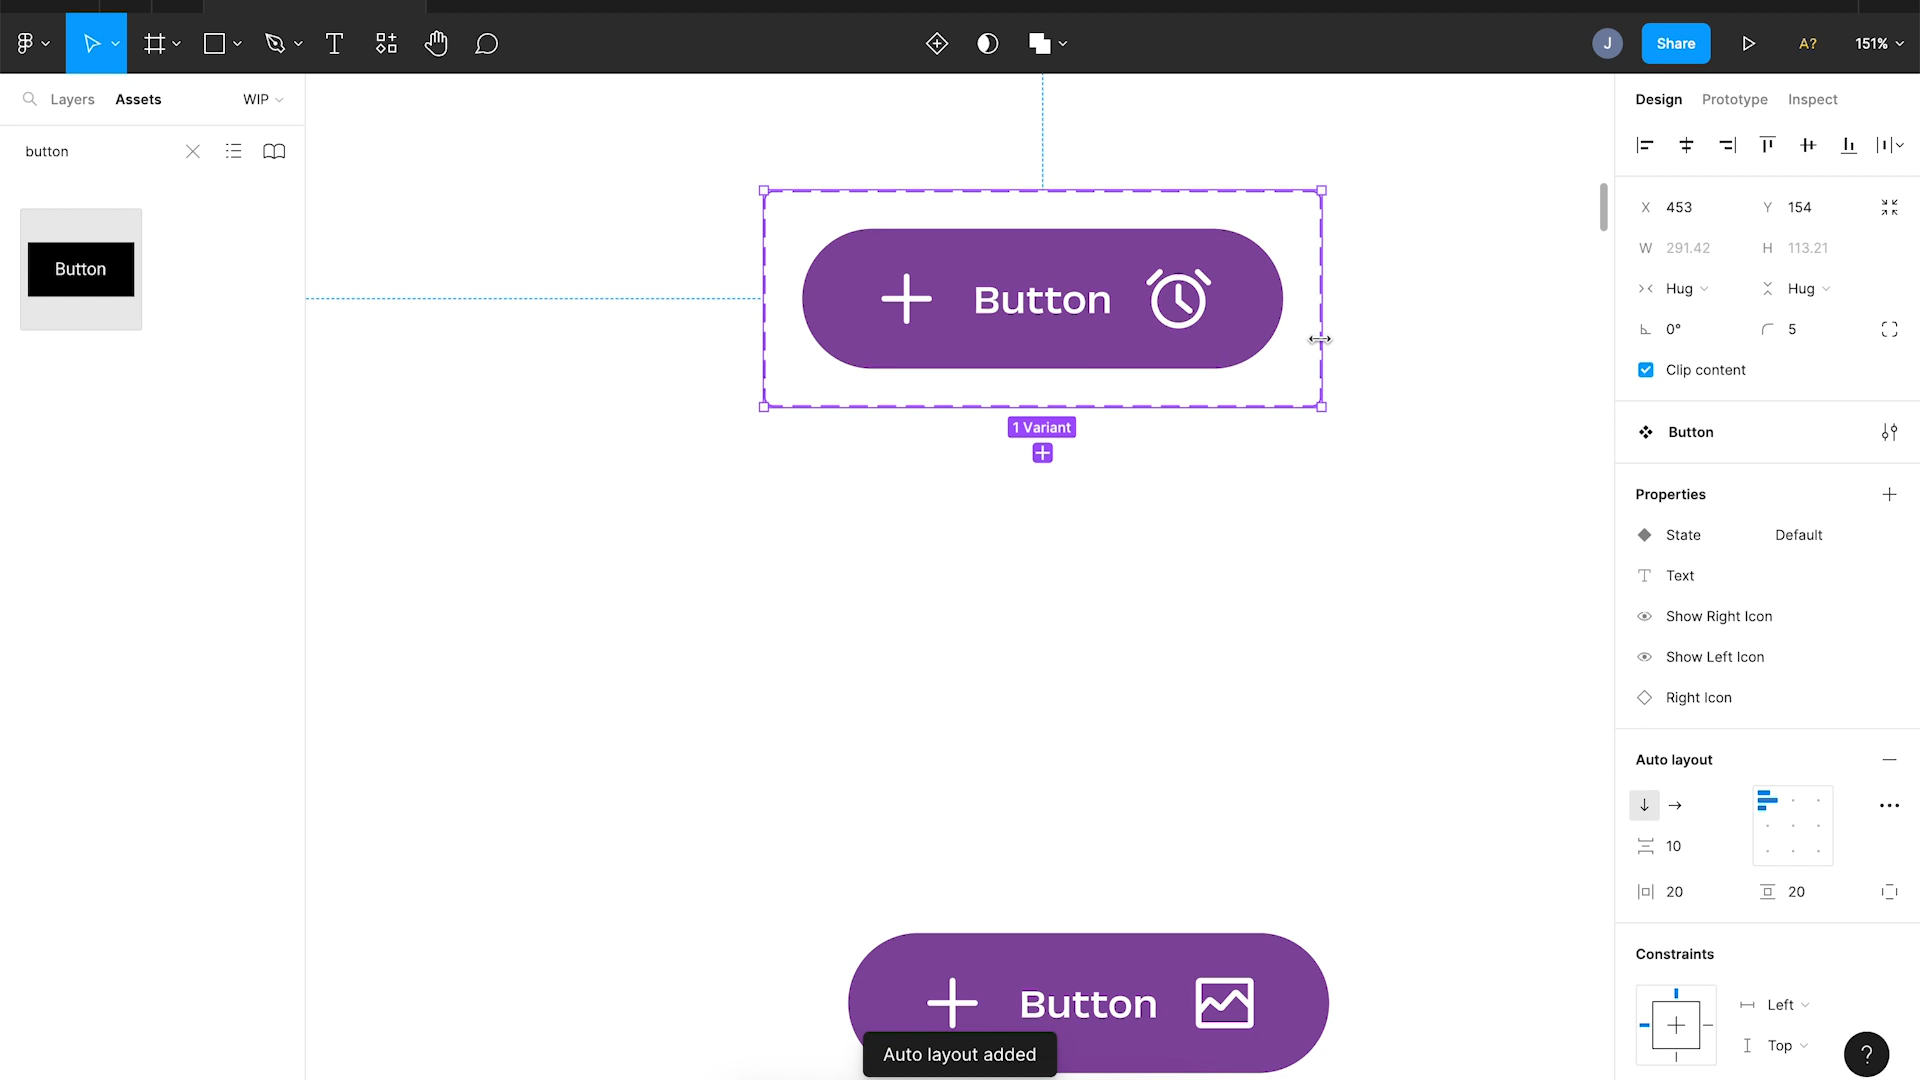 J
Share
A?
151%
Layers
Assets
WIP
button
Button
Button
1 Variant
Button
Auto layout added
Design
Prototype
Inspect
X 453
Y 154
W 291.42
H 113.21
Hug
Hug
0°
5
Clip content
Button
Properties
State
Default
Text
Show Right Icon
Show Left Icon
Right Icon
Auto layout
10
20
20
Constraints
Left
Top
?